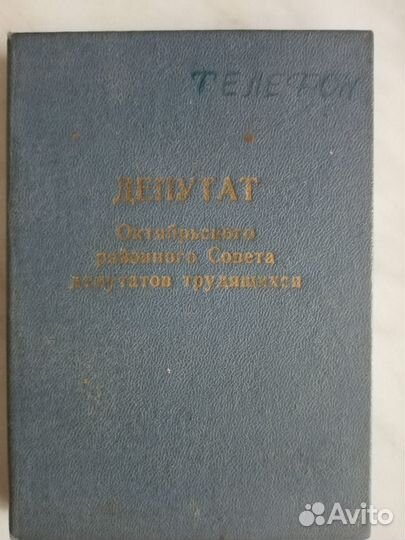 ТЕЛЕФОН
ДЕПУТАТ
Октябрьского
районного Совета
депутатов трудящихся
Avito